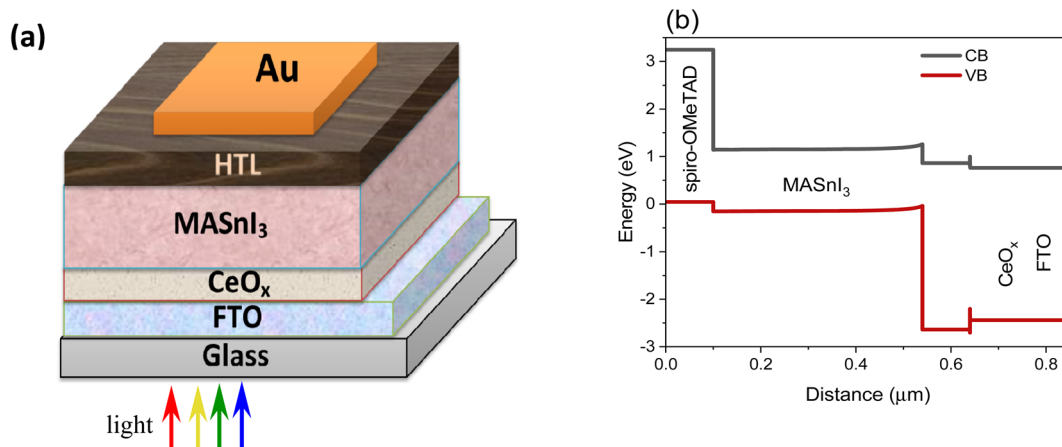 (a)
Au
HTL
MASnI₃
CeOₓ
FTO
Glass
light
(b)
CB
VB
spiro-OMeTAD
MASnI₃
CeOₓ
FTO
Energy (eV)
3
2
1
0
-1
-2
-3
0.0
0.2
0.4
0.6
0.8
Distance (μm)